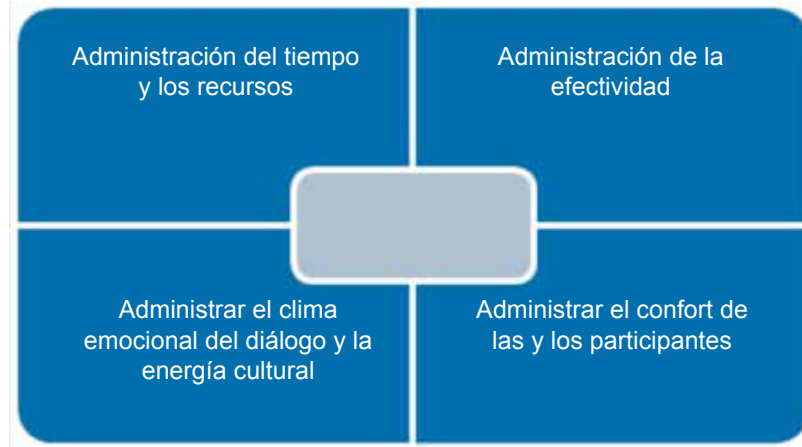 Administración del tiempo
y los recursos
Administración de la
efectividad
Administrar el clima
emocional del diálogo y la
energía cultural
Administrar el confort de
las y los participantes